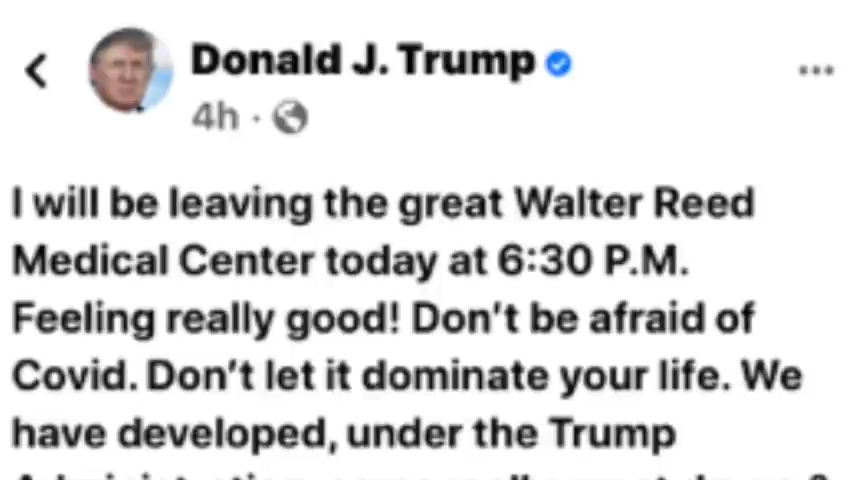 Donald J. Trump
4h ·
I will be leaving the great Walter Reed
Medical Center today at 6:30 P.M.
Feeling really good! Don't be afraid of
Covid. Don't let it dominate your life. We
have developed, under the Trump